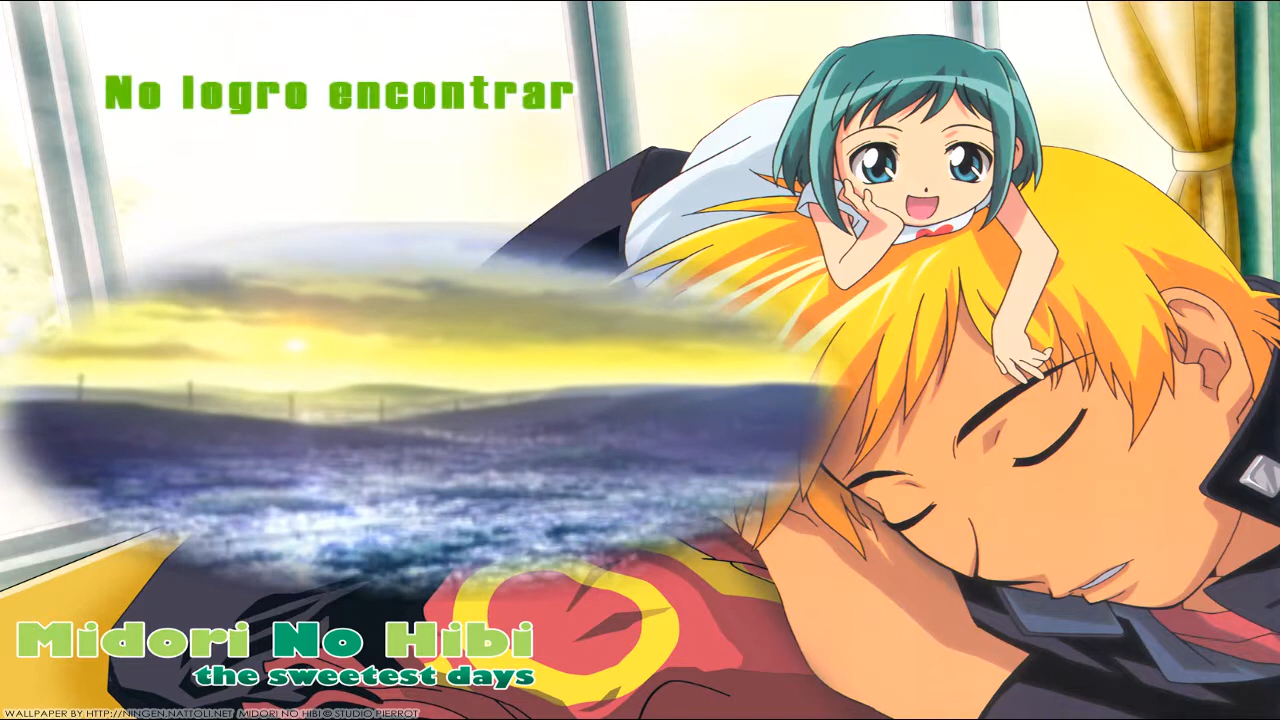 No logro encontrar
Midori No Hibi
the sweetest days
WALLPAPER BY HTTP://NINGEN.NATTOLI.NET MIDORI NO HIBI © STUDIO PIERROT